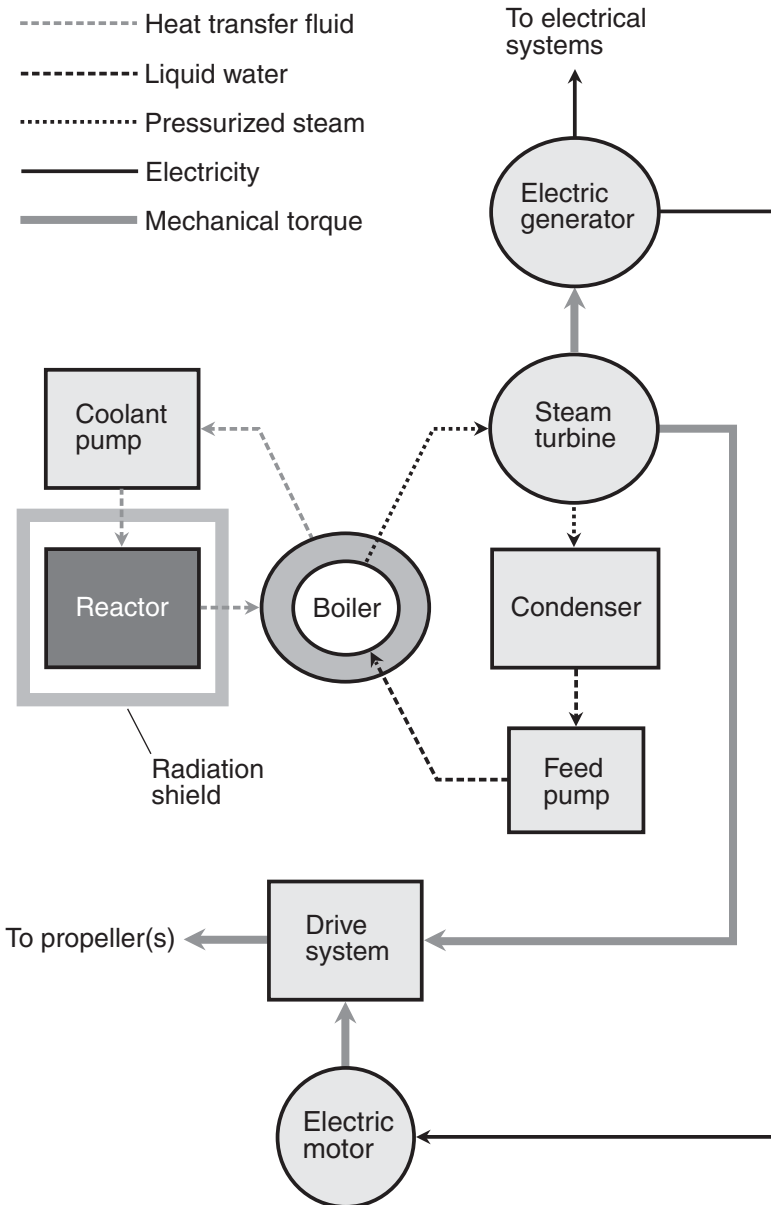 Heat transfer fluid
Liquid water
Pressurized steam
Electricity
Mechanical torque
To electrical
systems
Electric
generator
Steam
turbine
Coolant
pump
Reactor
Boiler
Condenser
Radiation
shield
Feed
pump
To propeller(s)
Drive
system
Electric
motor